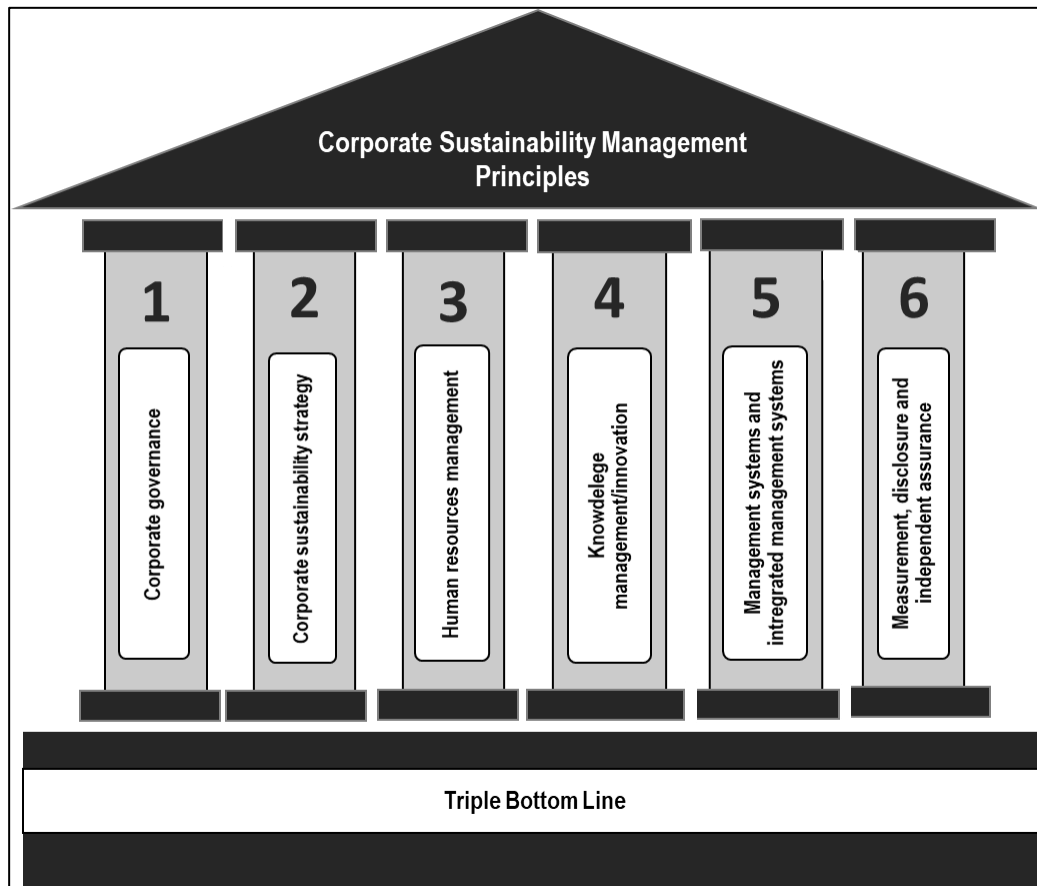 Corporate Sustainability Management
Principles
1
2
3
4
5
6
Corporate governance
Corporate sustainability strategy
Human resources management
Knowdelege
management/innovation
Management systems and
intregrated management systems
Measurement, disclosure and
independent assurance
Triple Bottom Line